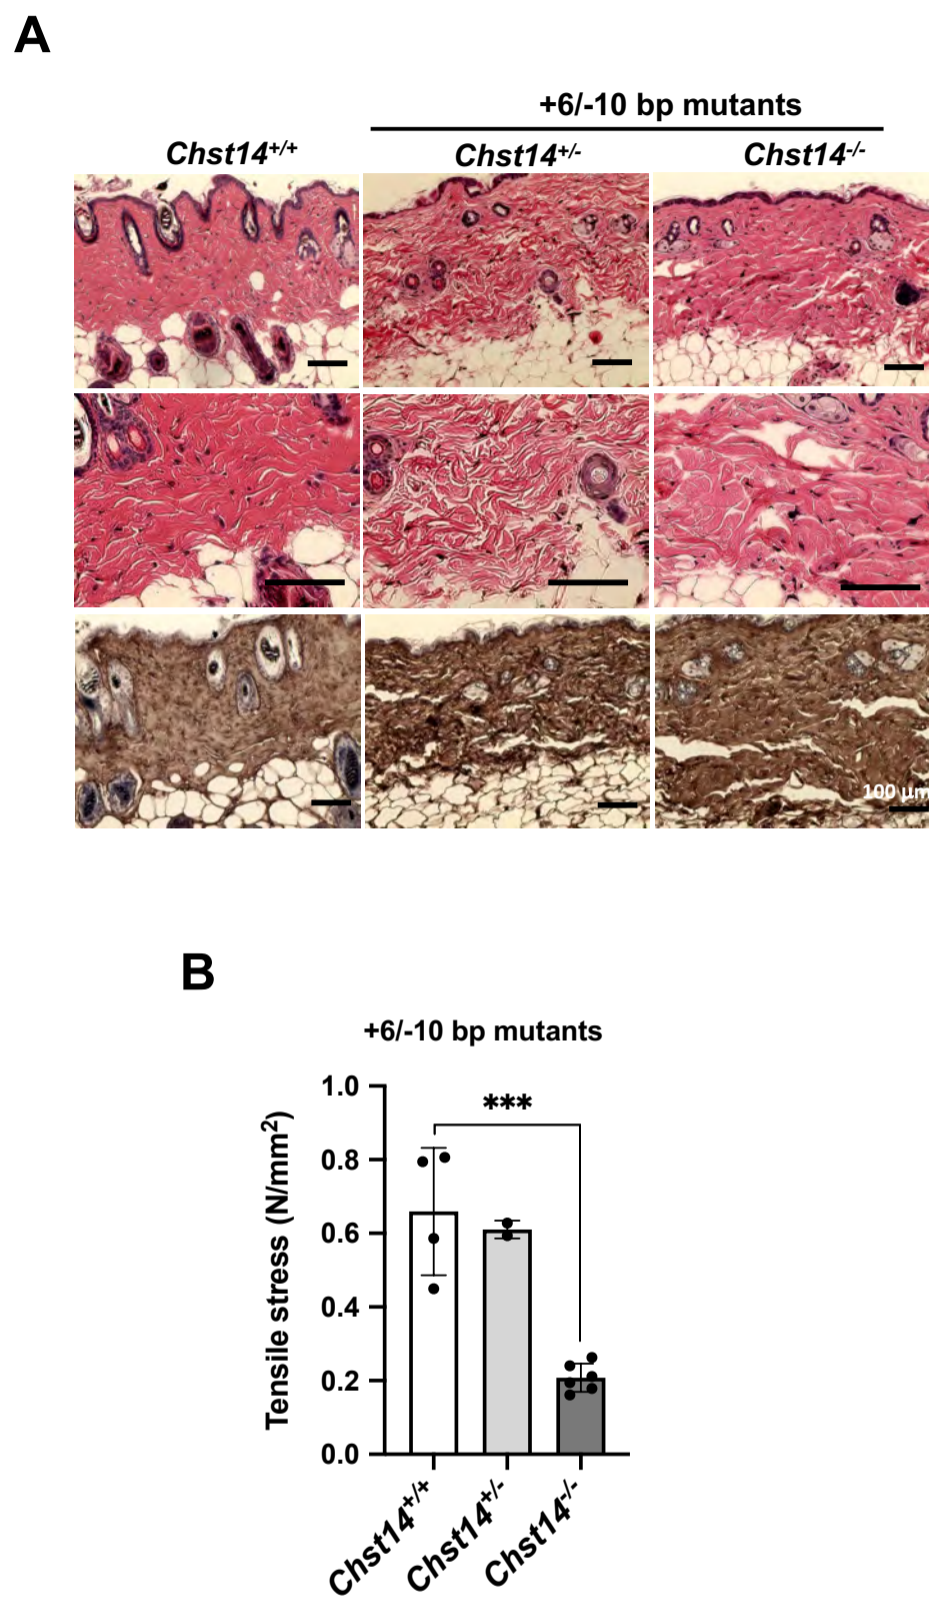 A
+6/-10 bp mutants
Chst14+/+ Chst14+/- Chst14-/-
100 µm
B
+6/-10 bp mutants
***
Tensile stress (N/mm²)
1.0
0.8
0.6
0.4
0.2
0.0
Chst14+/+ Chst14+/- Chst14-/-